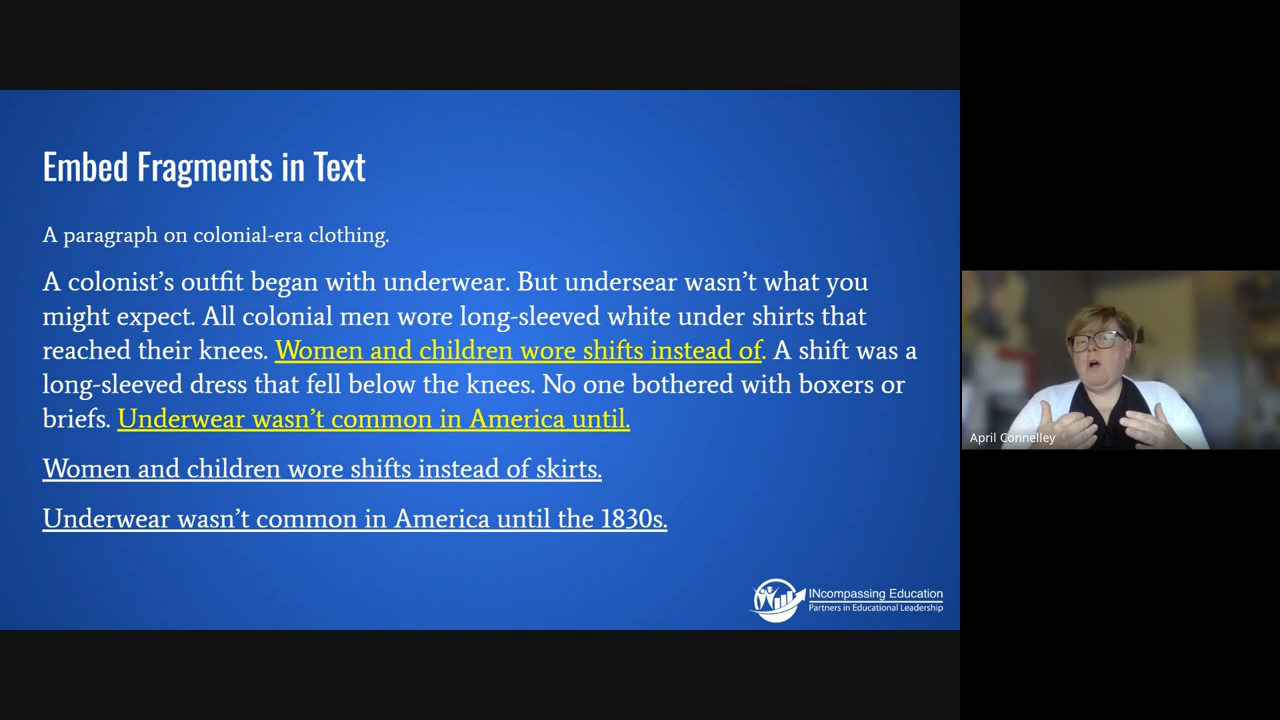 Embed Fragments in Text
A paragraph on colonial-era clothing.
A colonist’s outfit began with underwear. But undersear wasn’t what you
might expect. All colonial men wore long-sleeved white under shirts that
reached their knees. Women and children wore shifts instead of. A shift was a
long-sleeved dress that fell below the knees. No one bothered with boxers or
briefs. Underwear wasn’t common in America until.
Women and children wore shifts instead of skirts.
Underwear wasn’t common in America until the 1830s.
INcompassing Education
Partners in Educational Leadership
April Connelley